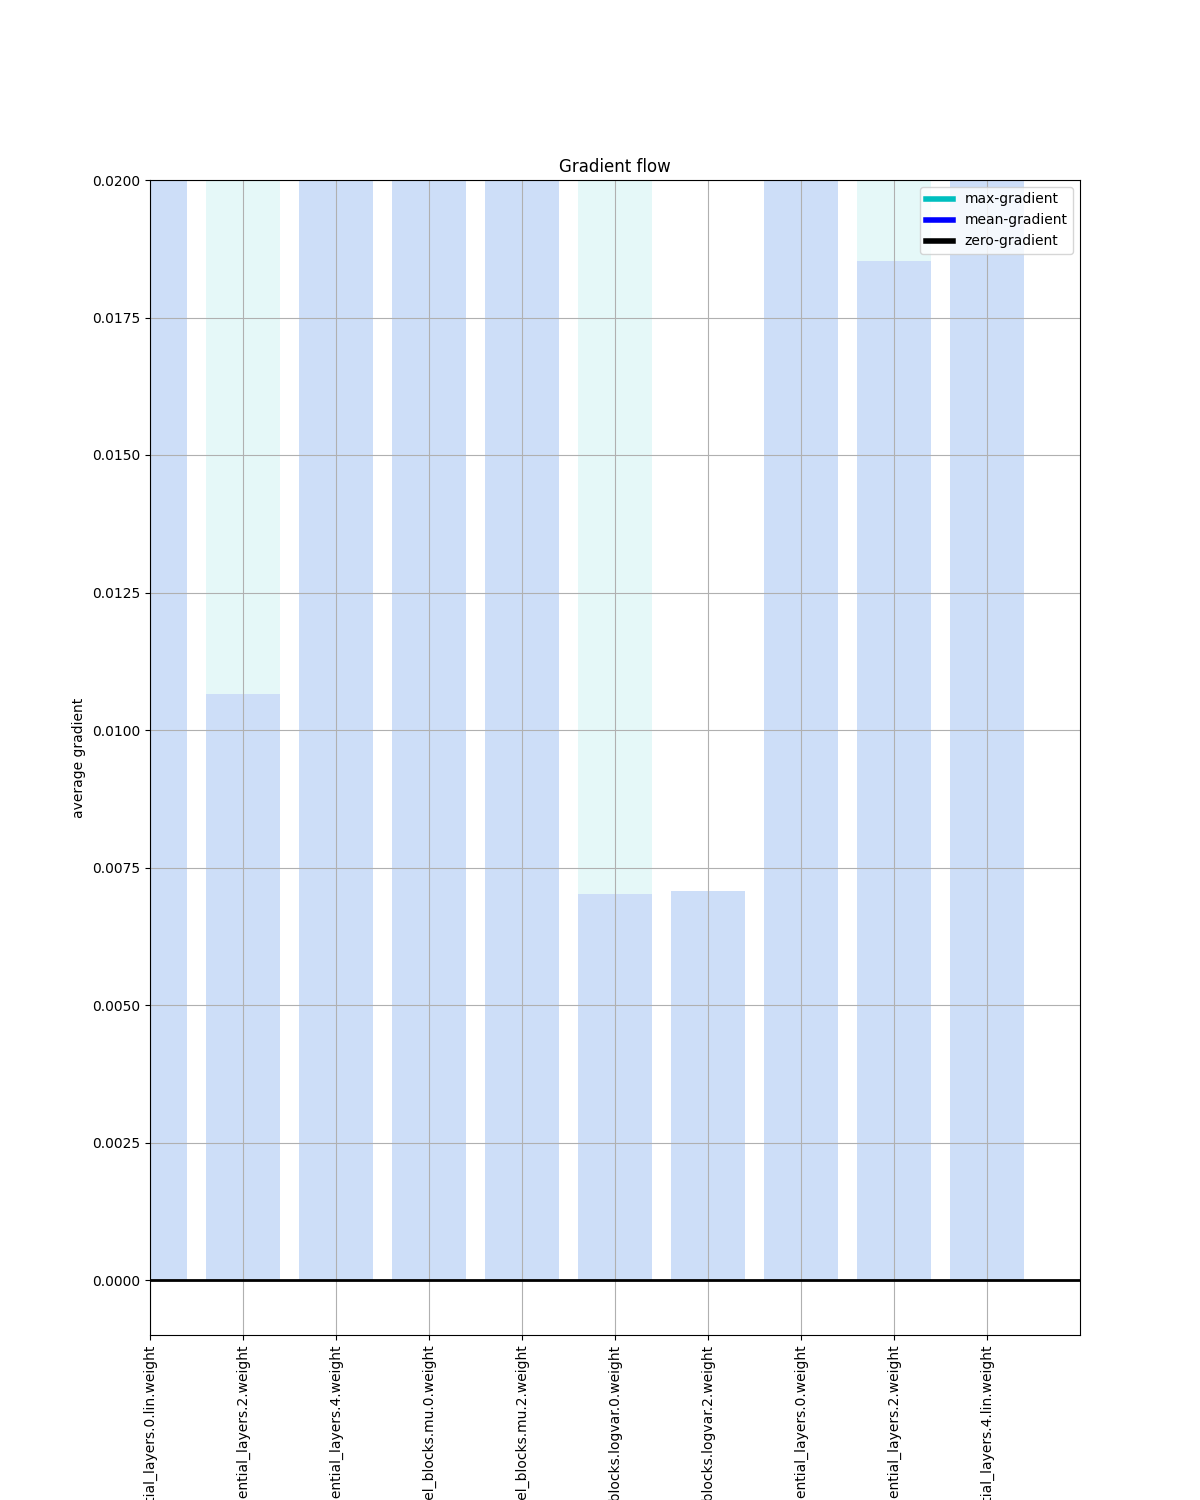 Gradient flow
max-gradient
mean-gradient
zero-gradient
0.0200
0.0175
0.0150
0.0125
0.0100
0.0075
0.0050
0.0025
0.0000
average gradient
tial_layers.0.lin.weight
ential_layers.2.weight
ential_layers.4.weight
el_blocks.mu.0.weight
el_blocks.mu.2.weight
blocks.logvar.0.weight
blocks.logvar.2.weight
ential_layers.0.weight
ential_layers.2.weight
tial_layers.4.lin.weight